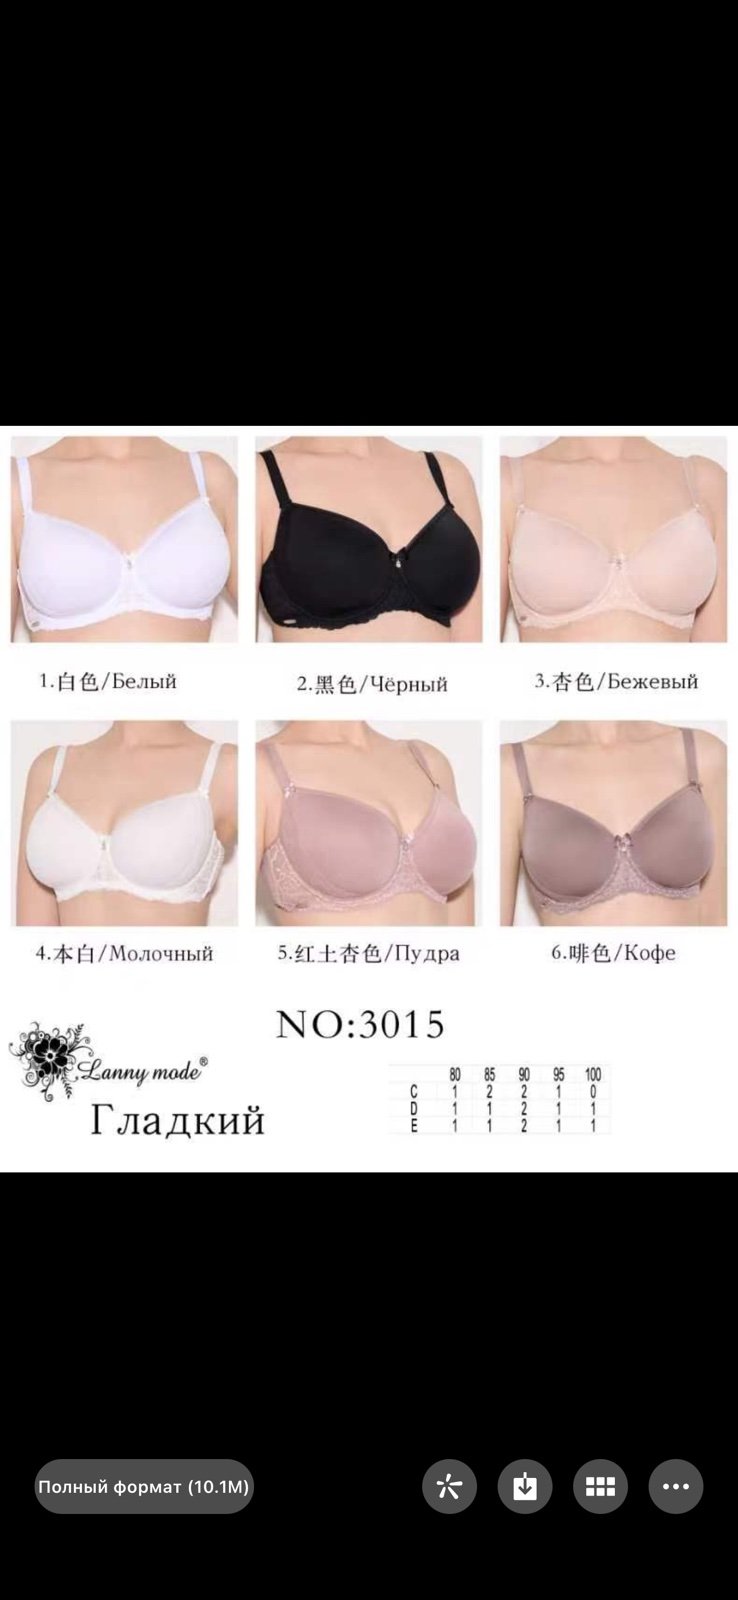 1.白色/Белый
2.黑色/Чёрный
3.杏色/Бежевый
4.本白/Молочный
5.红土杏色/Пудра
6.啡色/Кофе
NO:3015
Lanny mode®
Гладкий
80 85 90 95 100
C 1 2 2 1 0
D 1 1 2 1 1
E 1 1 2 1 1
Полный формат (10.1M)